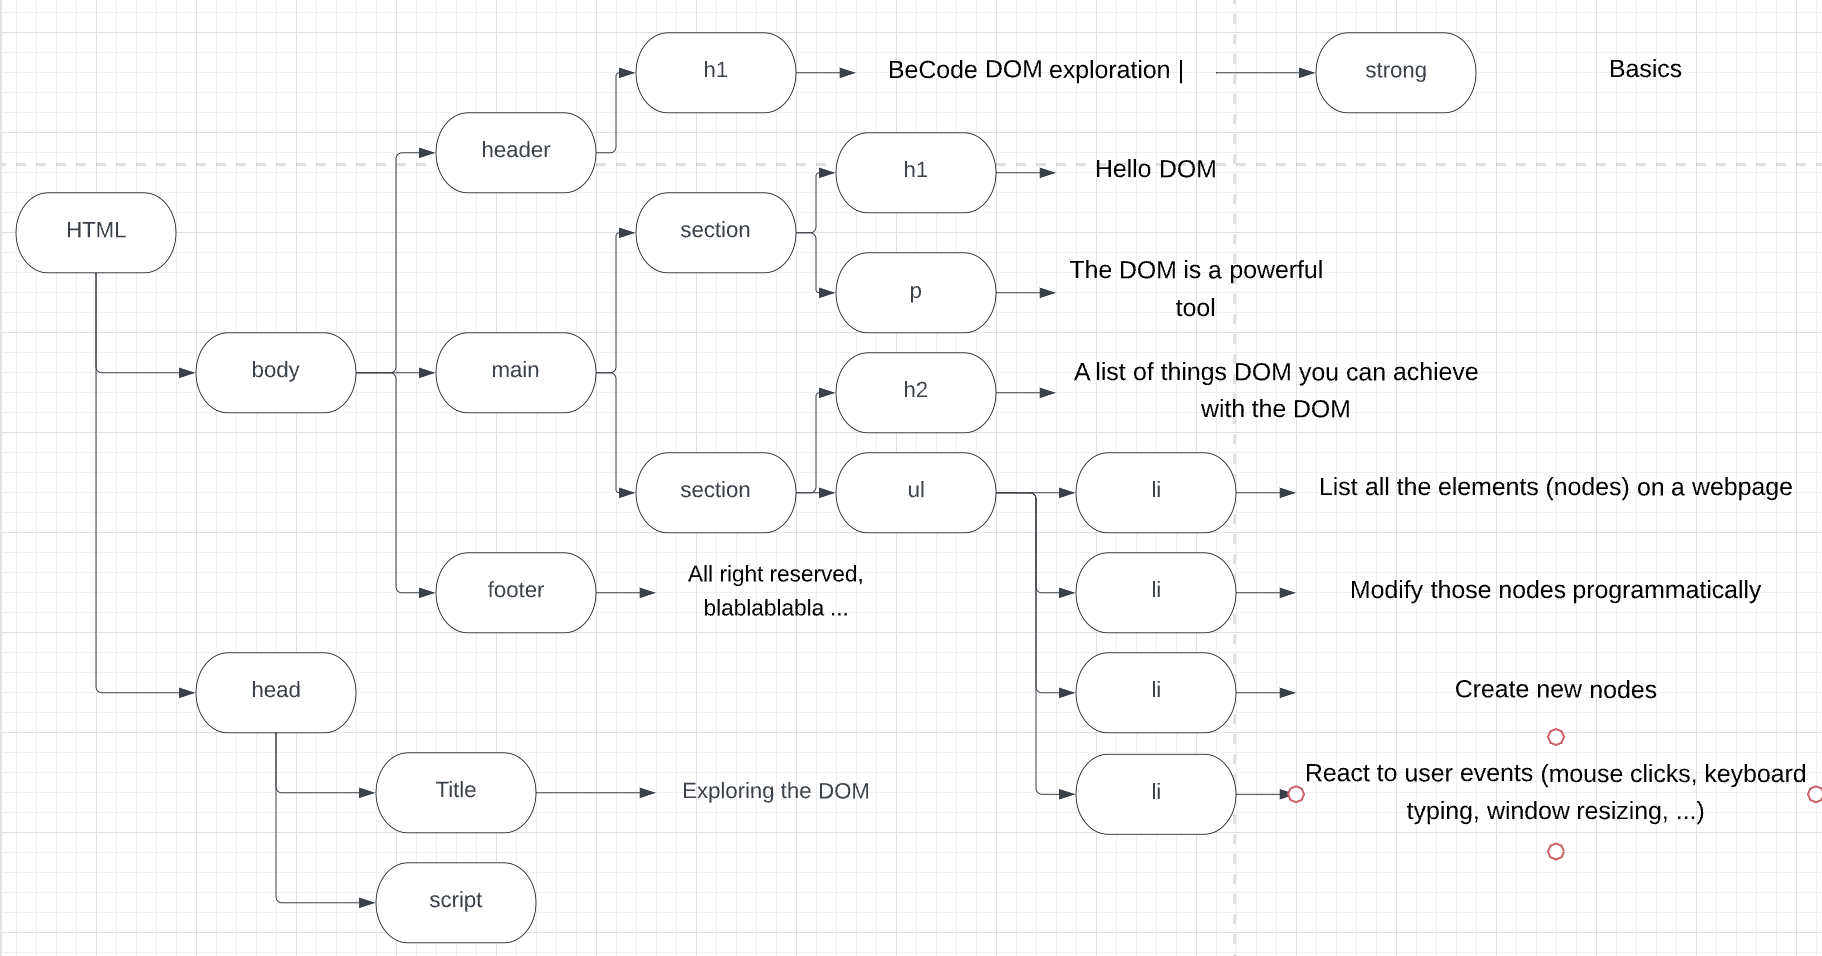 h1
BeCode DOM exploration |
strong
Basics
header
h1
Hello DOM
HTML
section
p
The DOM is a powerful
tool
body
main
h2
A list of things DOM you can achieve
with the DOM
section
ul
li
List all the elements (nodes) on a webpage
footer
All right reserved,
blablablabla ...
li
Modify those nodes programmatically
head
li
Create new nodes
Title
Exploring the DOM
li
React to user events (mouse clicks, keyboard
typing, window resizing, ...)
script